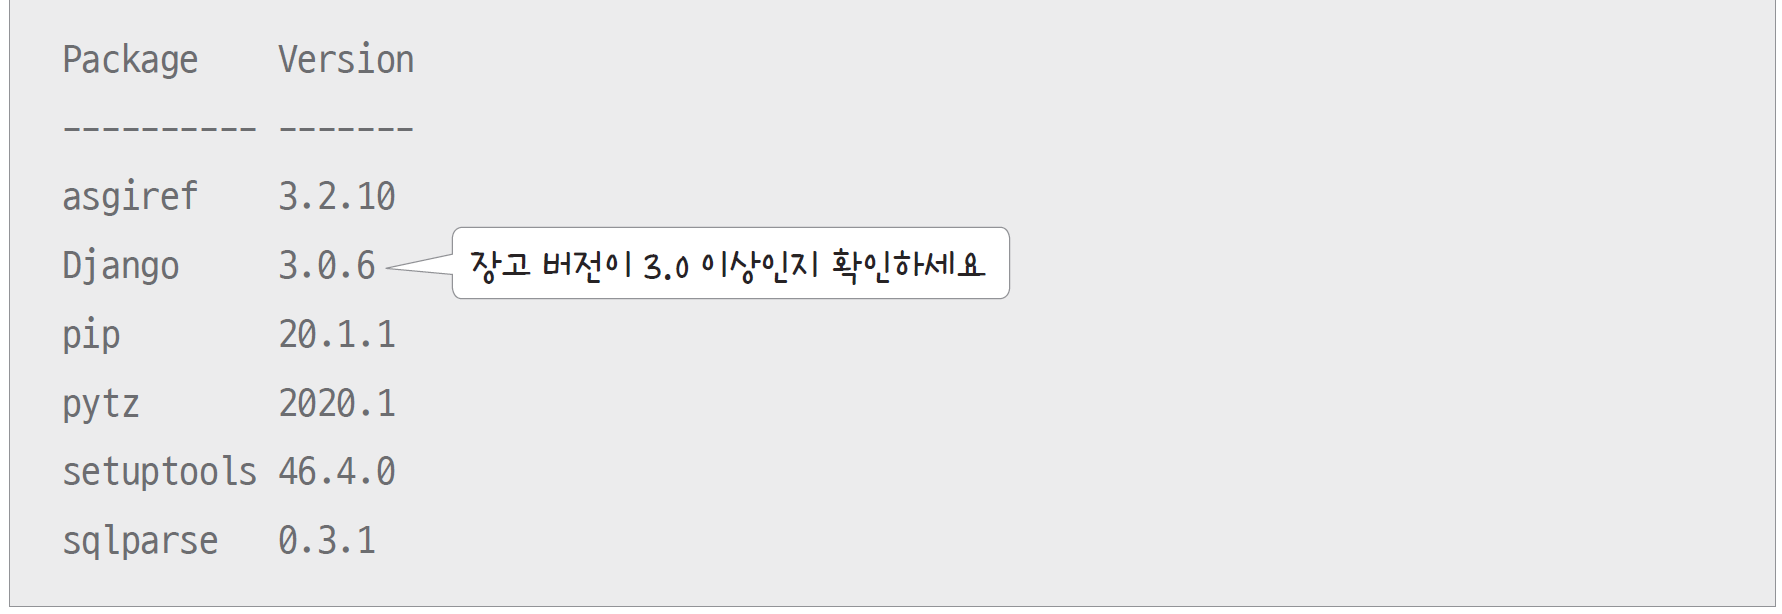 Package    Version
---------- -------
asgiref    3.2.10
Django     3.0.6 장고 버전이 3.0 이상인지 확인하세요
pip        20.1.1
pytz       2020.1
setuptools 46.4.0
sqlparse   0.3.1